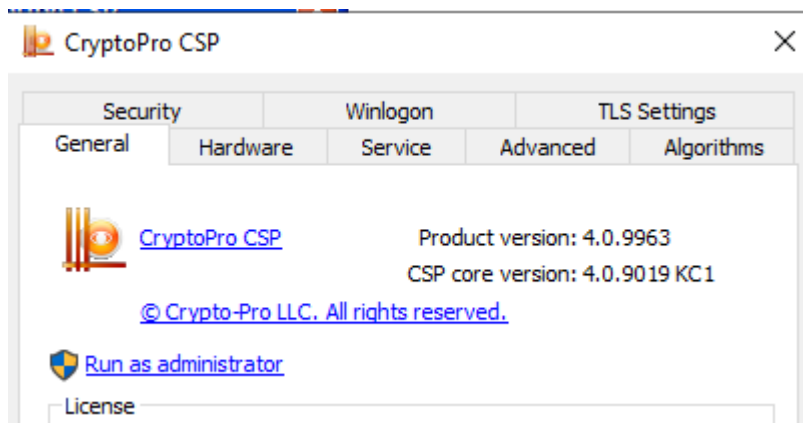 CryptoPro CSP
Security Winlogon TLS Settings
General Hardware Service Advanced Algorithms
CryptoPro CSP Product version: 4.0.9963
CSP core version: 4.0.9019 KC1
© Crypto-Pro LLC. All rights reserved.
Run as administrator
License